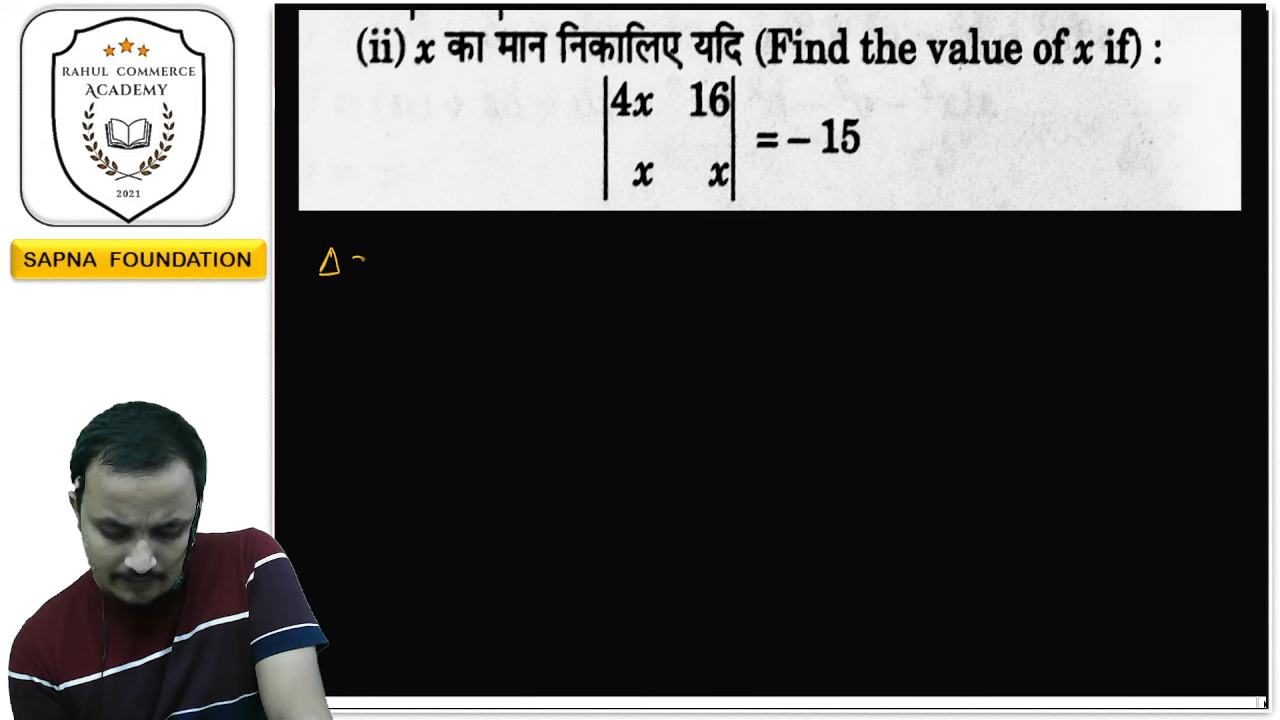 RAHUL COMMERCE
ACADEMY
2021
SAPNA FOUNDATION
(ii) x का मान निकालिए यदि (Find the value of x if) :
|4x 16|
|x x| = – 15
Δ =